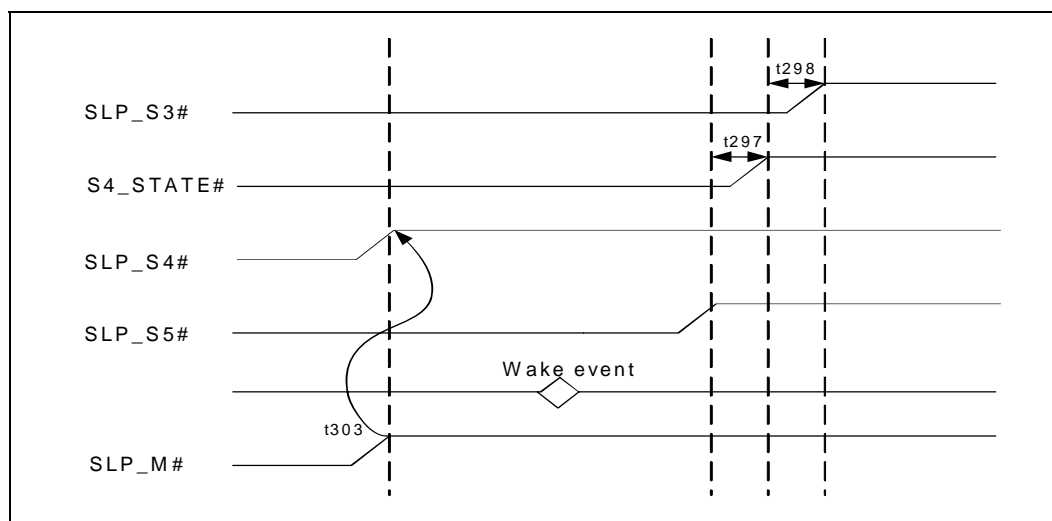 t298
SLP_S3#
t297
S4_STATE#
SLP_S4#
SLP_S5#
Wake event
t303
SLP_M#